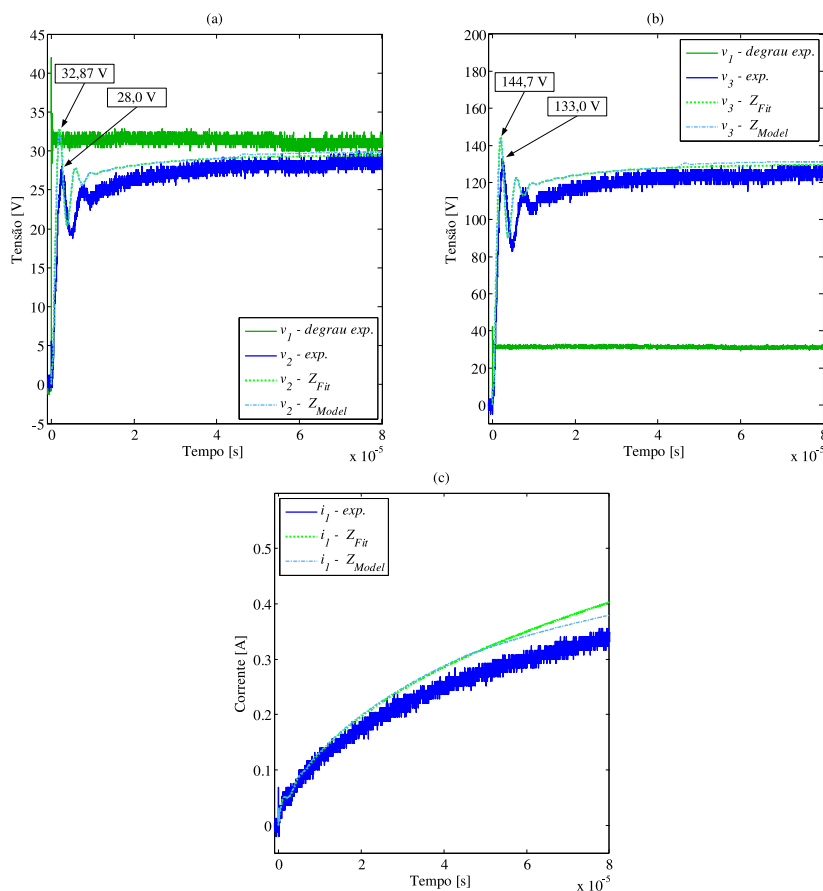 (a)
Tensão [V]
45
40
35
30
25
20
15
10
5
0
-5
32,87 V
28,0 V
v1 - degrau exp.
v2 - exp.
v2 - ZFit
v2 - ZModel
0
2
4
6
8
Tempo [s]
x 10-5
(b)
Tensão [V]
200
180
160
140
120
100
80
60
40
20
0
144,7 V
133,0 V
v1 - degrau exp.
v3 - exp.
v3 - ZFit
v3 - ZModel
0
2
4
6
8
Tempo [s]
x 10-5
(c)
Corrente [A]
0.5
0.4
0.3
0.2
0.1
0
i1 - exp.
i1 - ZFit
i1 - ZModel
0
2
4
6
8
Tempo [s]
x 10-5